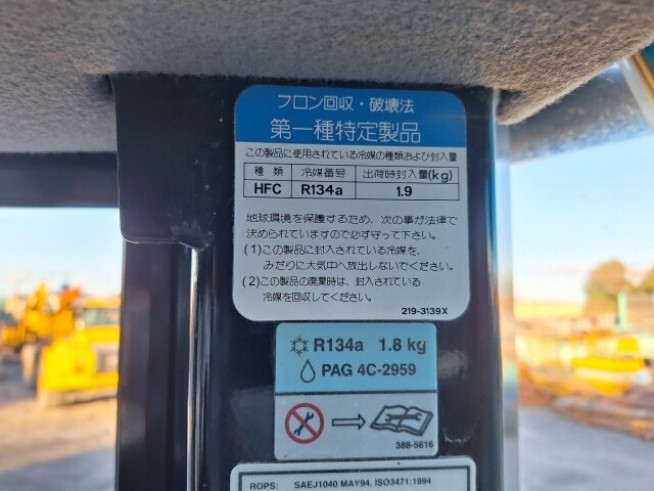 フロン回収・破壊法
第一種特定製品
この製品に使用されている冷媒の種類および封入量
種類 冷媒番号 出荷時封入量(kg)
HFC R134a 1.9
地球環境を保護するため、次の事が法律で
決められていますので必ず守って下さい。
(1)この製品に封入されている冷媒を、
みだりに大気中へ放出しないでください。
(2)この製品の廃棄時は、封入されている
冷媒を回収してください。
219-3139X
R134a 1.8 kg
PAG 4C-2959
388-5616
ROPS: SAEJ1040 MAY94, ISO3471:1994